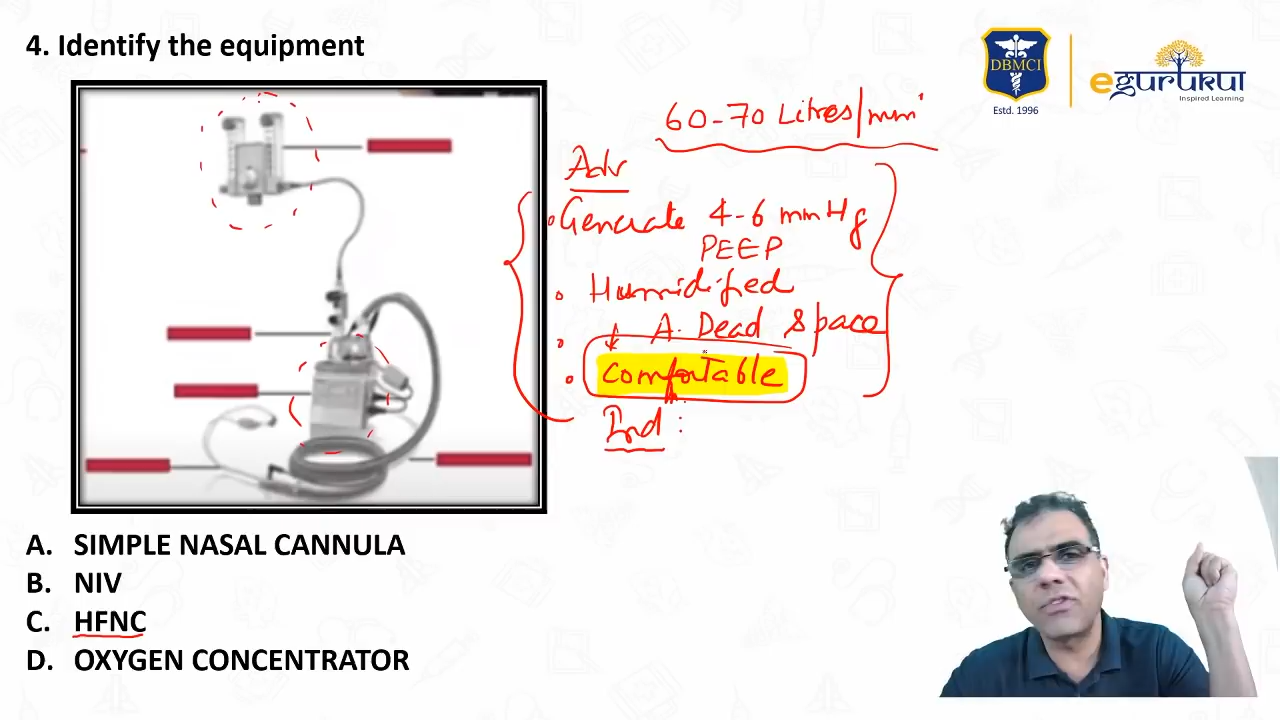 4. Identify the equipment
DBMCI
Estd. 1996
eGurukul
Inspired Learning
60-70 Litres/min
Adv
Generate 4-6 mmHg
PEEP
Humidified
↓ A. Dead space
comfortable
Ind:
A. SIMPLE NASAL CANNULA
B. NIV
C. HFNC
D. OXYGEN CONCENTRATOR